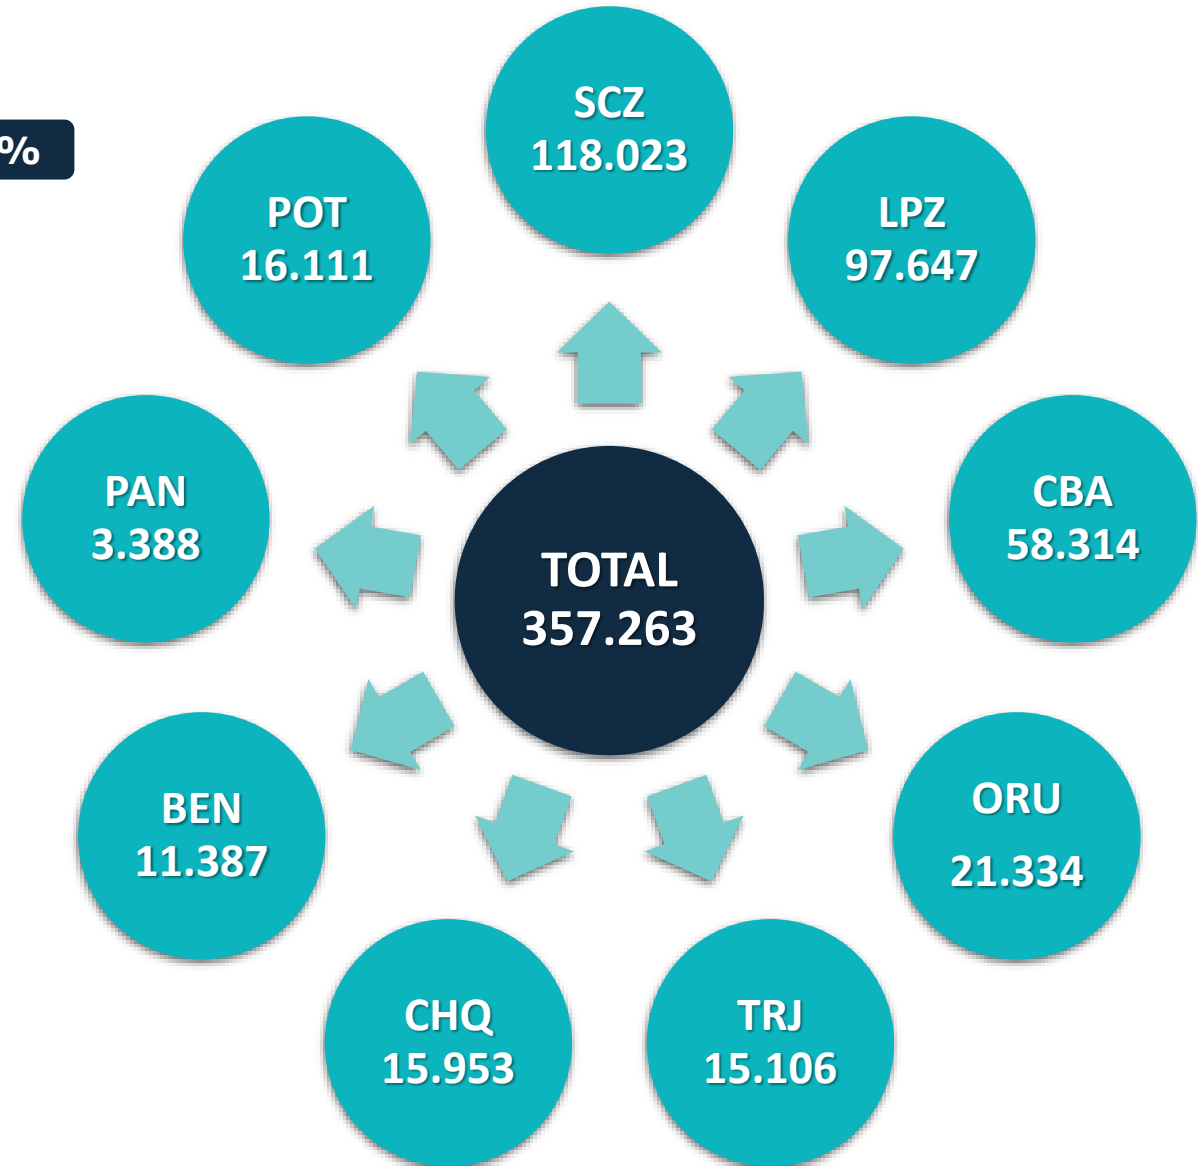 %
SCZ
118.023
LPZ
97.647
CBA
58.314
ORU
21.334
TRJ
15.106
CHQ
15.953
BEN
11.387
PAN
3.388
POT
16.111
TOTAL
357.263